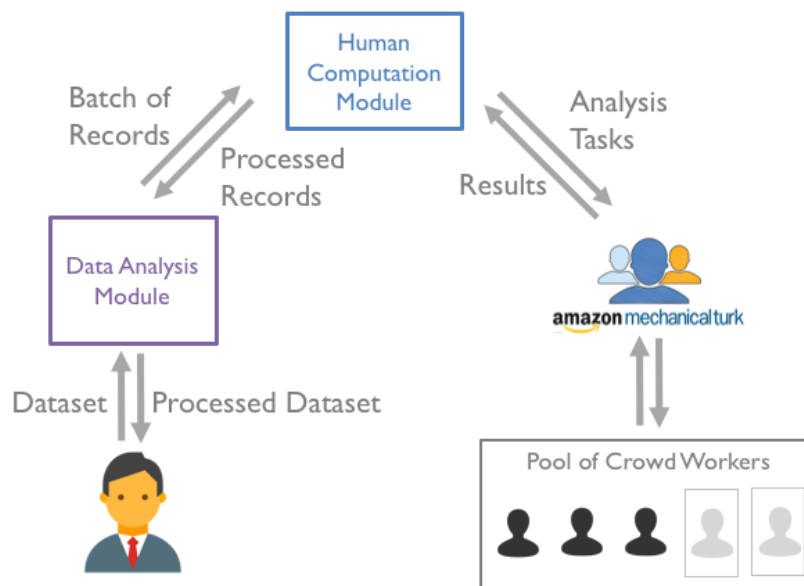 Human
Computation
Module
Batch of
Records
Analysis
Tasks
Processed
Records
Results
Data Analysis
Module
amazon mechanical turk
Dataset
Processed Dataset
Pool of Crowd Workers